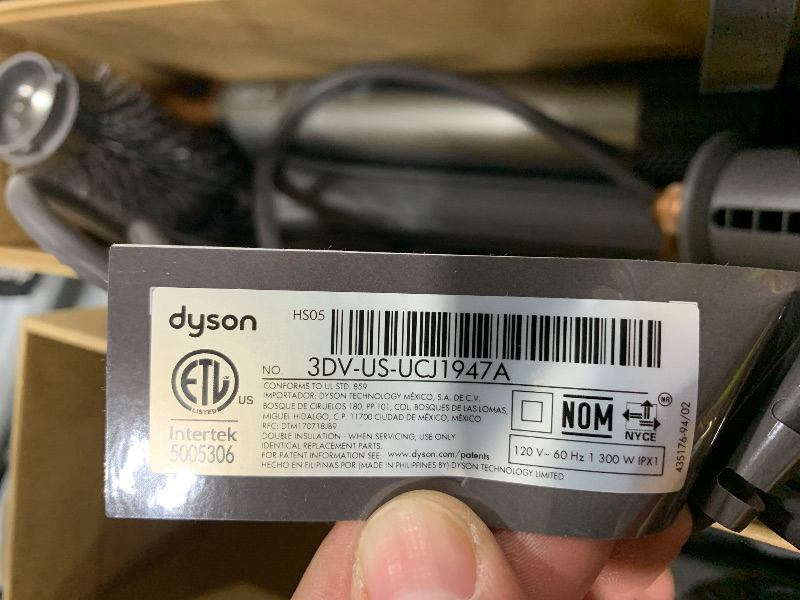 dyson
HS05
NO. 3DV-US-UCJ1947A
ETL
LISTED
US
Intertek
5005306
CONFORMS TO UL STD. 859
IMPORTADOR: DYSON TECHNOLOGY MÉXICO, S.A. DE C.V.
BOSQUE DE CIRUELOS 180, PP 101, COL. BOSQUES DE LAS LOMAS,
MIGUEL HIDALGO, C.P. 11700 CIUDAD DE MÉXICO, MÉXICO
RFC: DTM170718JB9
DOUBLE INSULATION - WHEN SERVICING, USE ONLY
IDENTICAL REPLACEMENT PARTS.
FOR PATENT INFORMATION SEE: www.dyson/patents
HECHO EN FILIPINAS POR (MADE IN PHILIPPINES BY) DYSON TECHNOLOGY LIMITED
NOM
MR
NYCE
120 V~ 60 Hz 1 300 W IPX1
435176-04/02